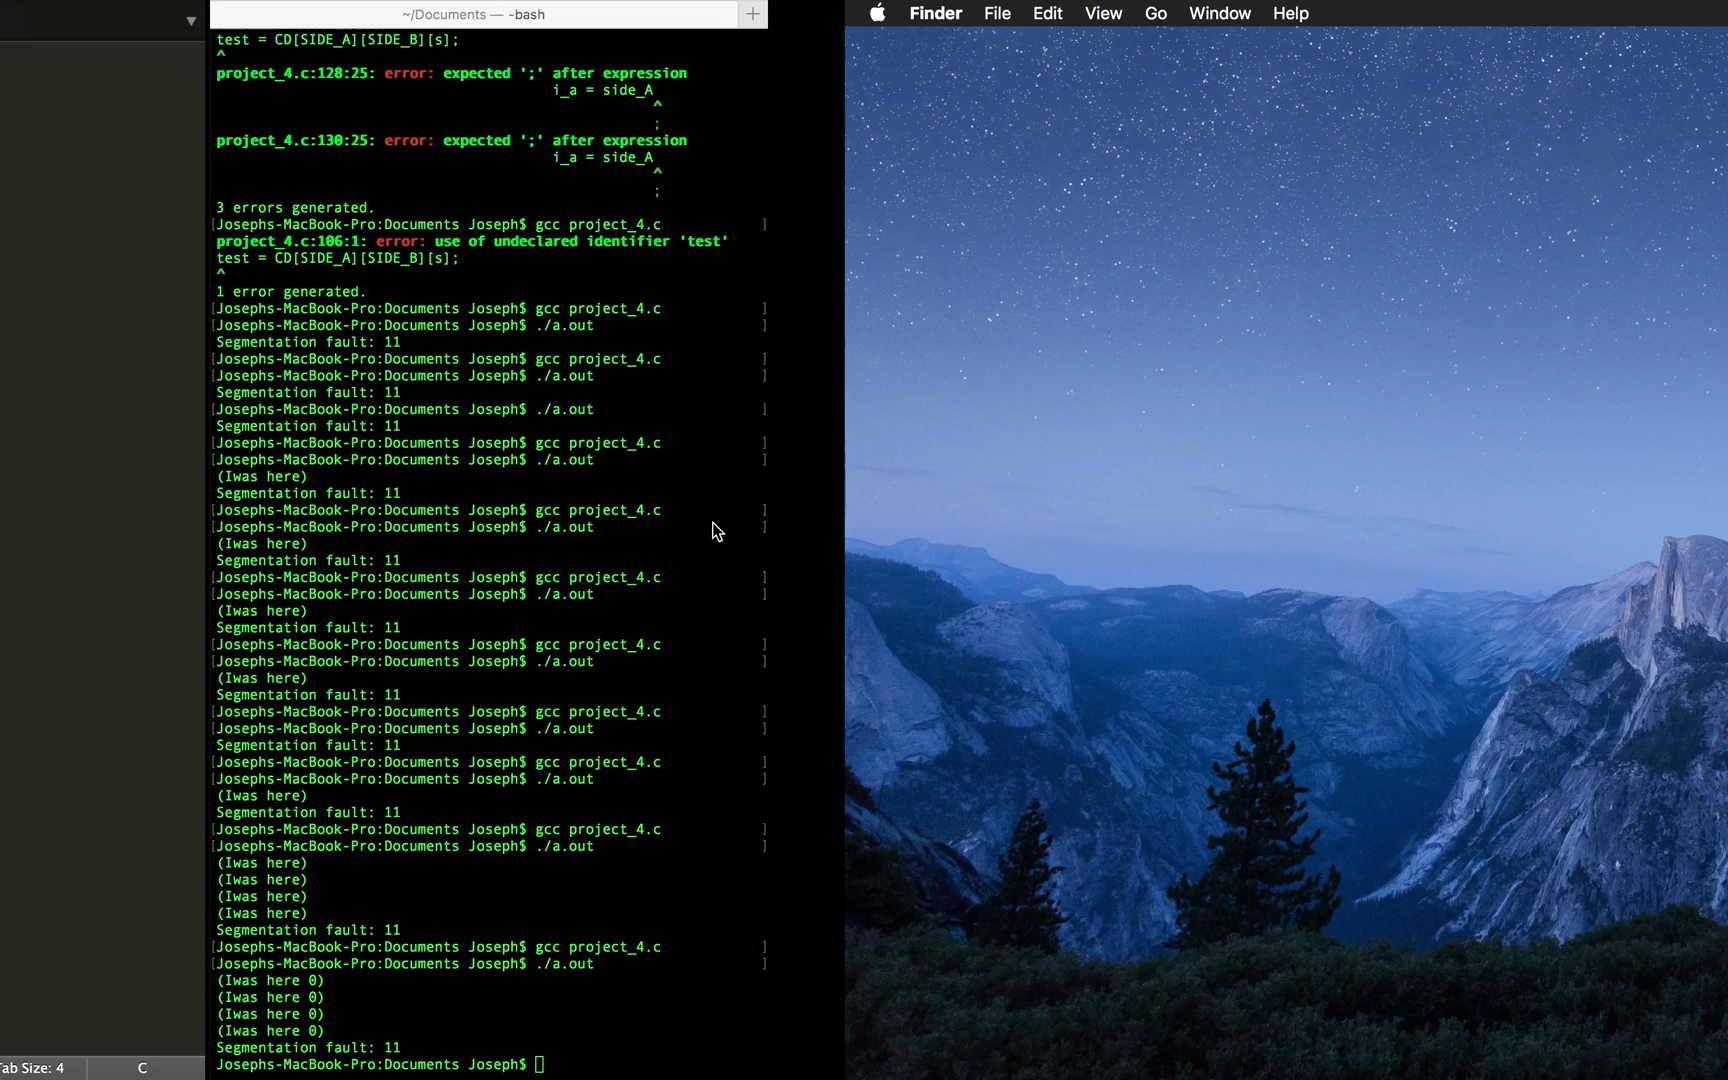 ~/Documents — -bash
+
Finder File Edit View Go Window Help
test = CD[SIDE_A][SIDE_B][s];
^
project_4.c:128:25: error: expected ';' after expression
i_a = side_A
^
;
project_4.c:130:25: error: expected ';' after expression
i_a = side_A
^
;
3 errors generated.
[Josephs-MacBook-Pro:Documents Joseph$ gcc project_4.c ]
project_4.c:106:1: error: use of undeclared identifier 'test'
test = CD[SIDE_A][SIDE_B][s];
^
1 error generated.
[Josephs-MacBook-Pro:Documents Joseph$ gcc project_4.c ]
[Josephs-MacBook-Pro:Documents Joseph$ ./a.out ]
Segmentation fault: 11
[Josephs-MacBook-Pro:Documents Joseph$ gcc project_4.c ]
[Josephs-MacBook-Pro:Documents Joseph$ ./a.out ]
Segmentation fault: 11
[Josephs-MacBook-Pro:Documents Joseph$ ./a.out ]
Segmentation fault: 11
[Josephs-MacBook-Pro:Documents Joseph$ gcc project_4.c ]
[Josephs-MacBook-Pro:Documents Joseph$ ./a.out ]
(Iwas here)
Segmentation fault: 11
[Josephs-MacBook-Pro:Documents Joseph$ gcc project_4.c ]
[Josephs-MacBook-Pro:Documents Joseph$ ./a.out ]
(Iwas here)
Segmentation fault: 11
[Josephs-MacBook-Pro:Documents Joseph$ gcc project_4.c ]
[Josephs-MacBook-Pro:Documents Joseph$ ./a.out ]
(Iwas here)
Segmentation fault: 11
[Josephs-MacBook-Pro:Documents Joseph$ gcc project_4.c ]
[Josephs-MacBook-Pro:Documents Joseph$ ./a.out ]
(Iwas here)
Segmentation fault: 11
[Josephs-MacBook-Pro:Documents Joseph$ gcc project_4.c ]
[Josephs-MacBook-Pro:Documents Joseph$ ./a.out ]
Segmentation fault: 11
[Josephs-MacBook-Pro:Documents Joseph$ gcc project_4.c ]
[Josephs-MacBook-Pro:Documents Joseph$ ./a.out ]
(Iwas here)
Segmentation fault: 11
[Josephs-MacBook-Pro:Documents Joseph$ gcc project_4.c ]
[Josephs-MacBook-Pro:Documents Joseph$ ./a.out ]
(Iwas here)
(Iwas here)
(Iwas here)
(Iwas here)
Segmentation fault: 11
[Josephs-MacBook-Pro:Documents Joseph$ gcc project_4.c ]
[Josephs-MacBook-Pro:Documents Joseph$ ./a.out ]
(Iwas here 0)
(Iwas here 0)
(Iwas here 0)
(Iwas here 0)
Segmentation fault: 11
Josephs-MacBook-Pro:Documents Joseph$
ab Size: 4 C